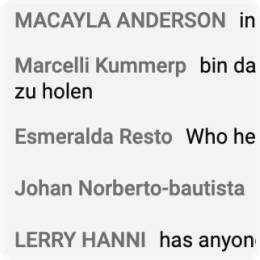 MACAYLA ANDERSON in
Marcelli Kummerp bin da
zu holen
Esmeralda Resto Who he
Johan Norberto-bautista
LERRY HANNI has anyon